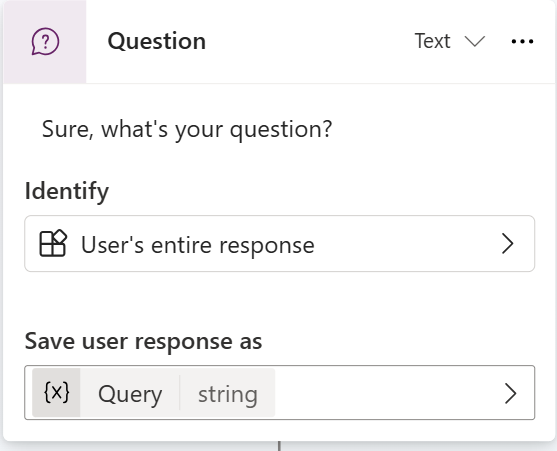 Question Text ...
Sure, what's your question?
Identify
User's entire response
Save user response as
{x} Query string